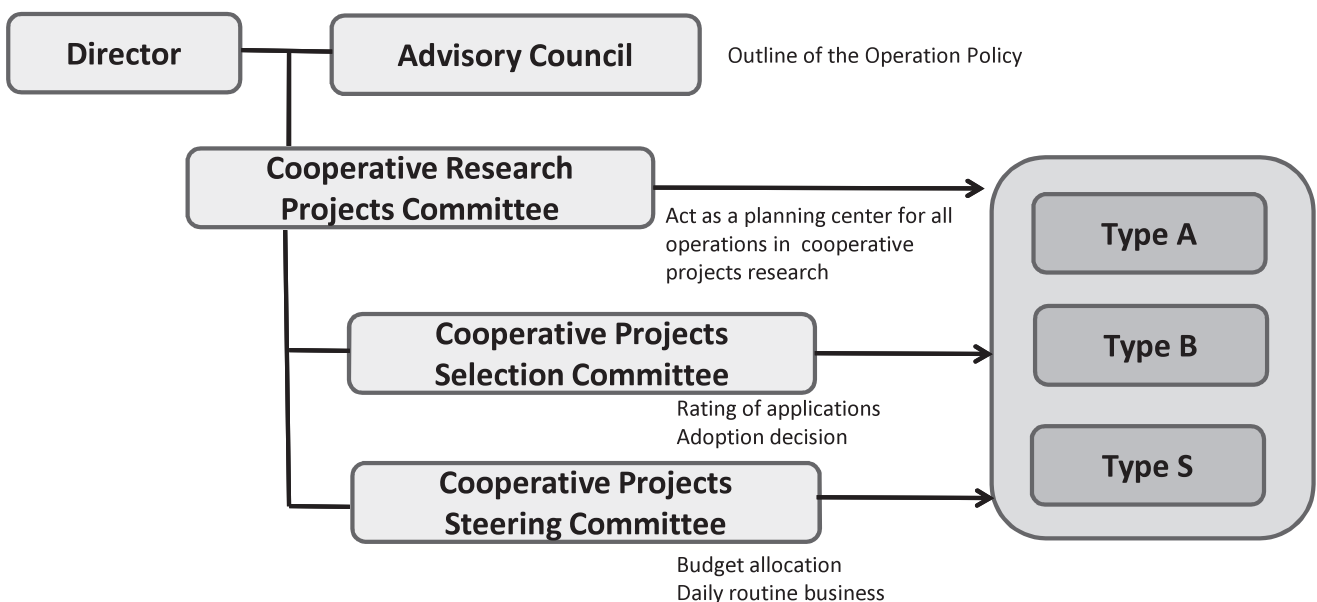 Director
Advisory Council
Outline of the Operation Policy
Cooperative Research
Projects Committee
Act as a planning center for all
operations in cooperative
projects research
Type A
Cooperative Projects
Selection Committee
Type B
Rating of applications
Adoption decision
Cooperative Projects
Steering Committee
Type S
Budget allocation
Daily routine business